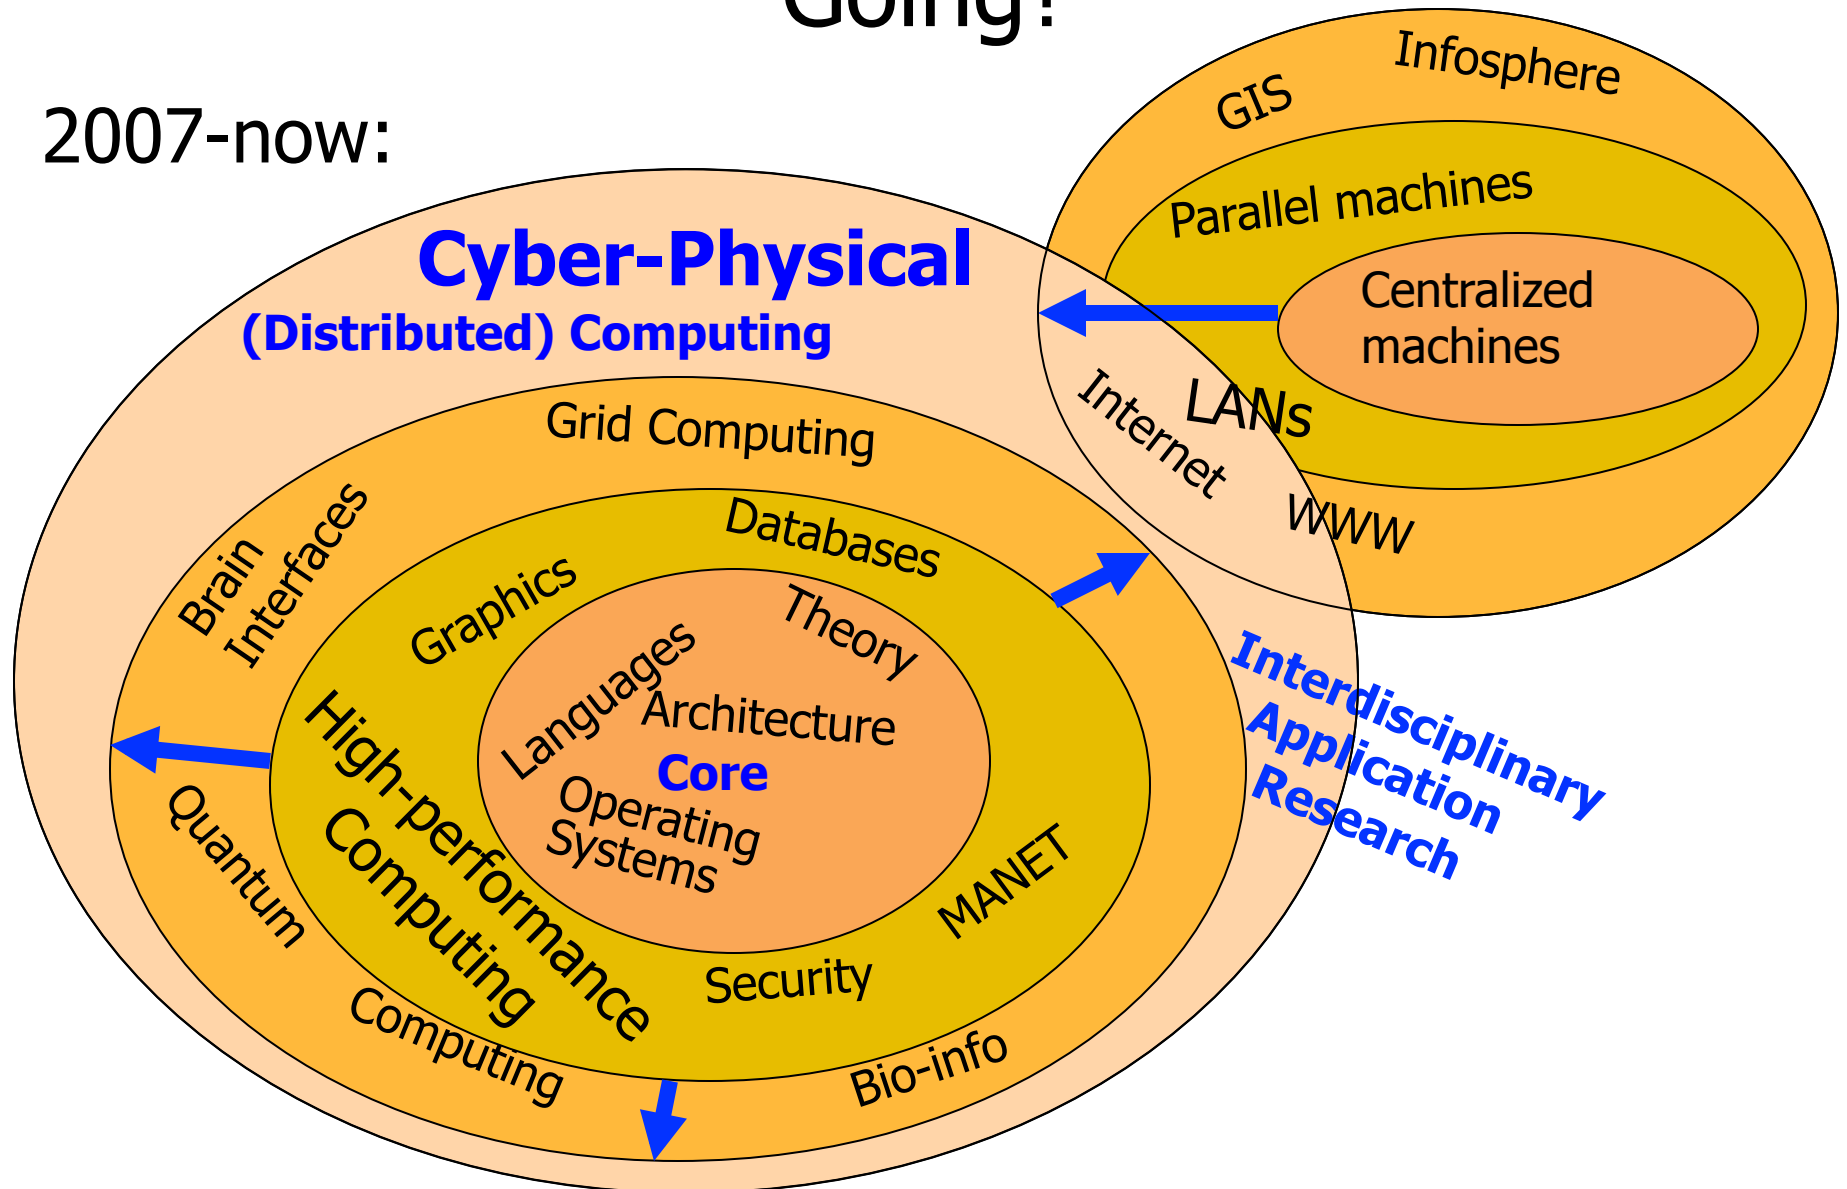 Going?
2007-now:
Infosphere
GIS
Parallel machines
Centralized
machines
Cyber-Physical
(Distributed) Computing
LANs
Internet
WWW
Grid Computing
Brain
Interfaces
Databases
Graphics
Theory
Languages
Architecture
Core
Operating
Systems
High-performance
Computing
MANET
Security
Quantum
Computing
Bio-info
Interdisciplinary
Application
Research